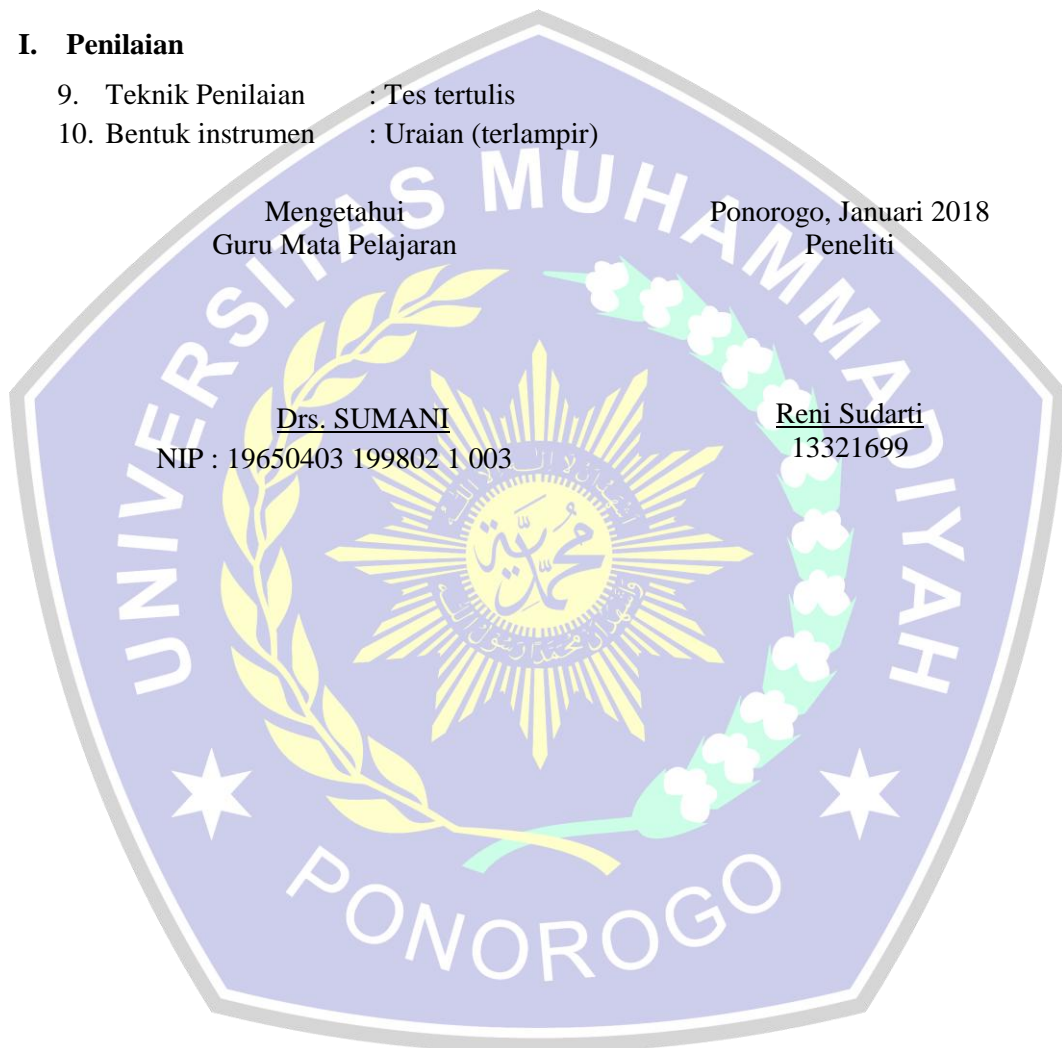 I. Penilaian
9. Teknik Penilaian : Tes tertulis
10. Bentuk instrumen : Uraian (terlampir)
Mengetahui
Guru Mata Pelajaran
Ponorogo, Januari 2018
Peneliti
Drs. SUMANI
NIP : 19650403 199802 1 003
Reni Sudarti
13321699
UNIVERSITAS MUHAMMADIYAH
PONOROGO
محمدية